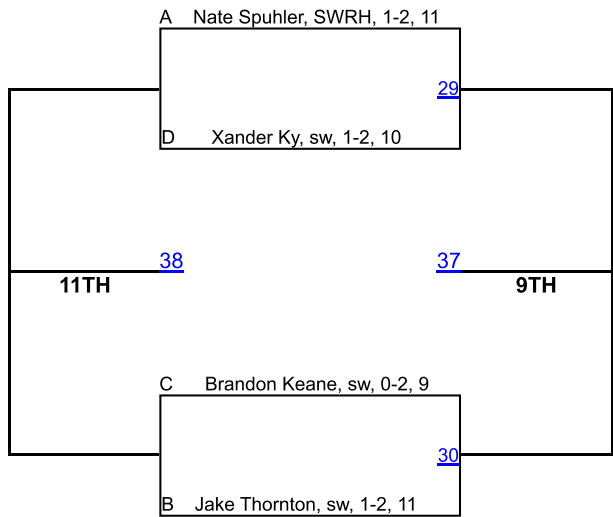 A Nate Spuhler, SWRH, 1-2, 11
29
D Xander Ky, sw, 1-2, 10
38 37
11TH 9TH
C Brandon Keane, sw, 0-2, 9
30
B Jake Thornton, sw, 1-2, 11